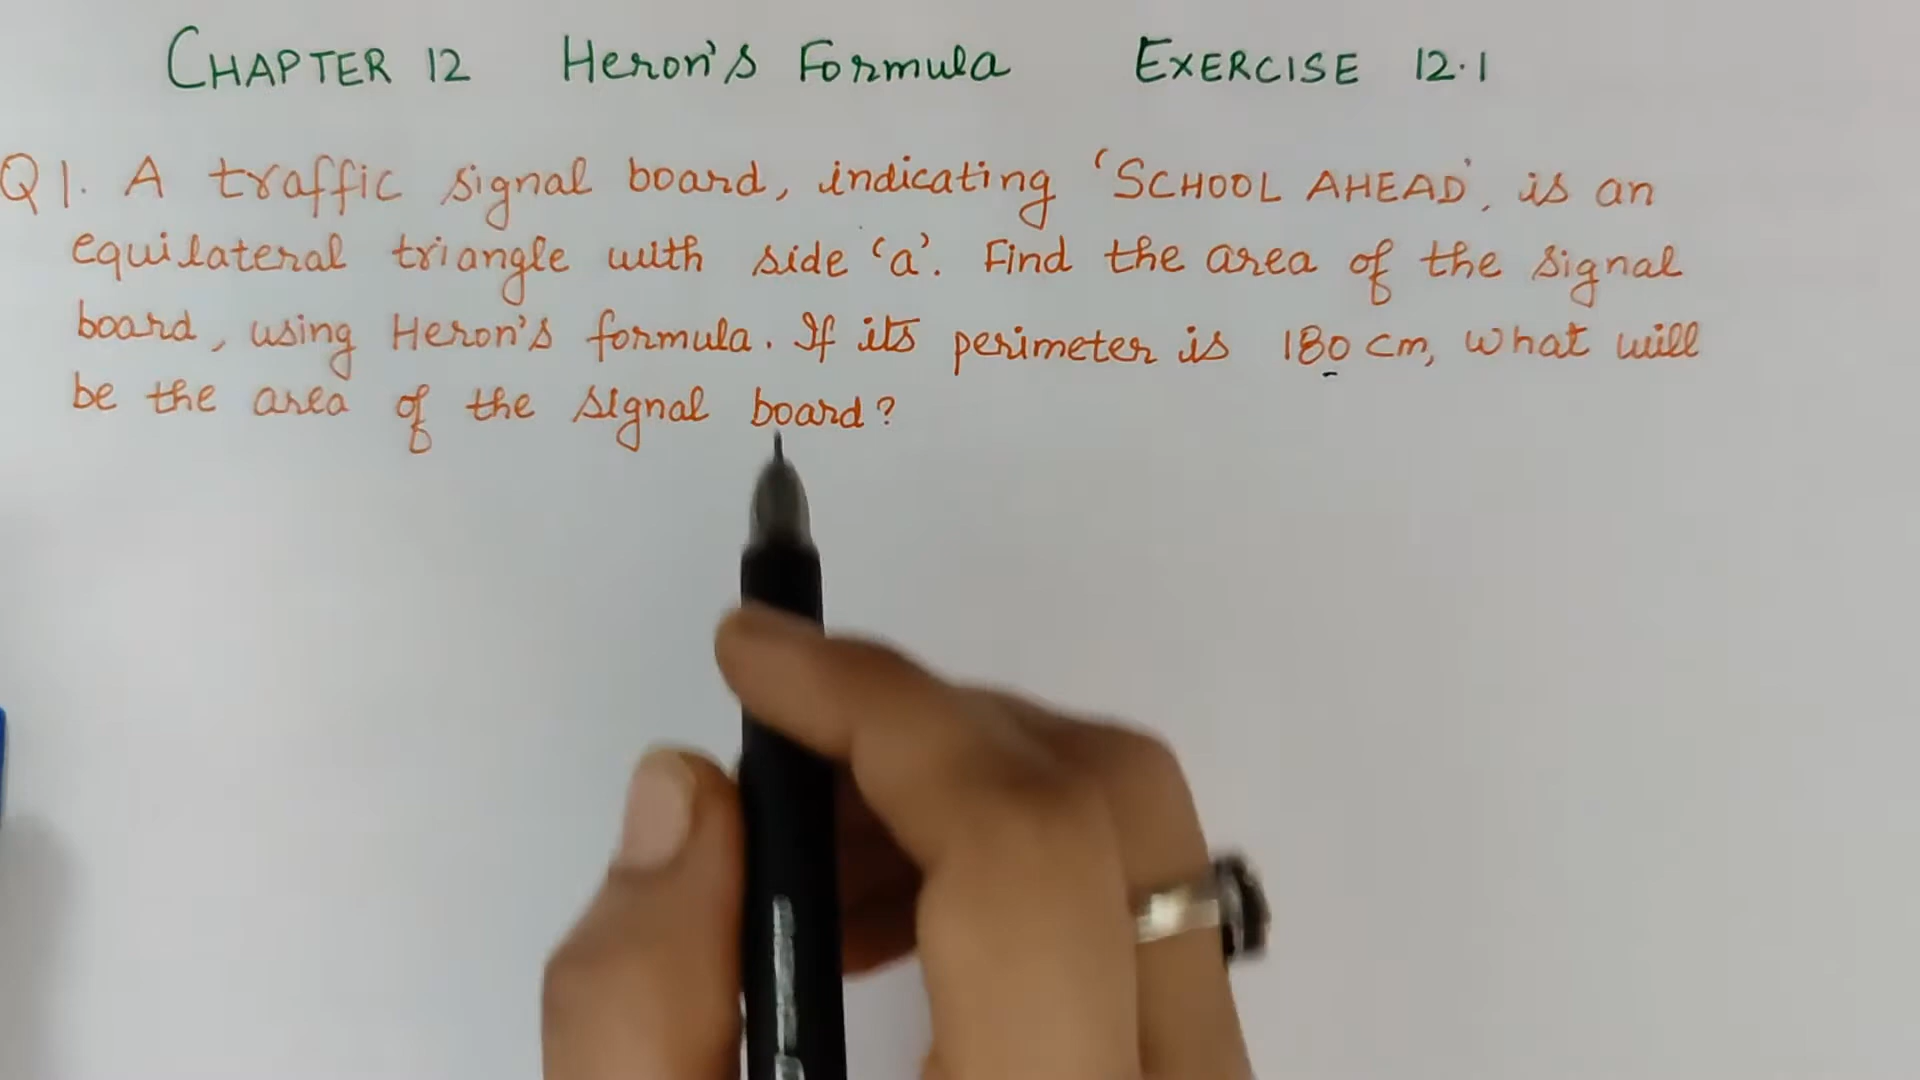 CHAPTER 12 Heron's Formula EXERCISE 12.1
Q1. A traffic signal board, indicating 'SCHOOL AHEAD', is an
equilateral triangle with side 'a'. Find the area of the signal
board, using Heron's formula. If its perimeter is 180 cm, what will
be the area of the signal board?